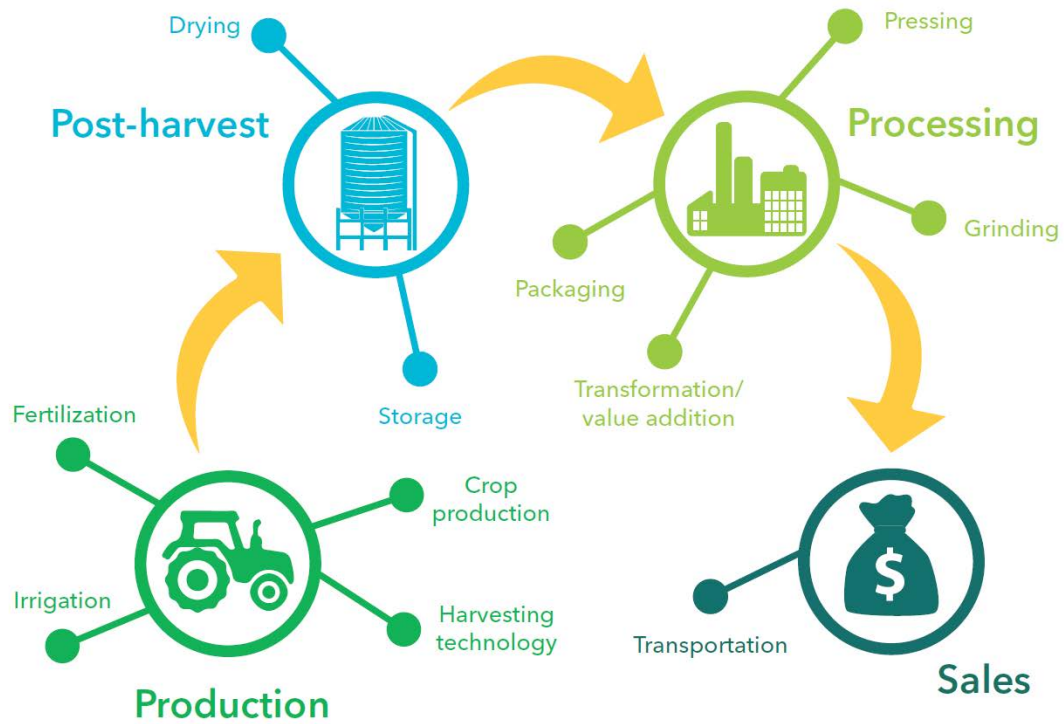 Drying
Post-harvest
Storage
Pressing
Processing
Grinding
Packaging
Transformation/
value addition
Fertilization
Crop
production
Irrigation
Harvesting
technology
Production
$
Transportation
Sales